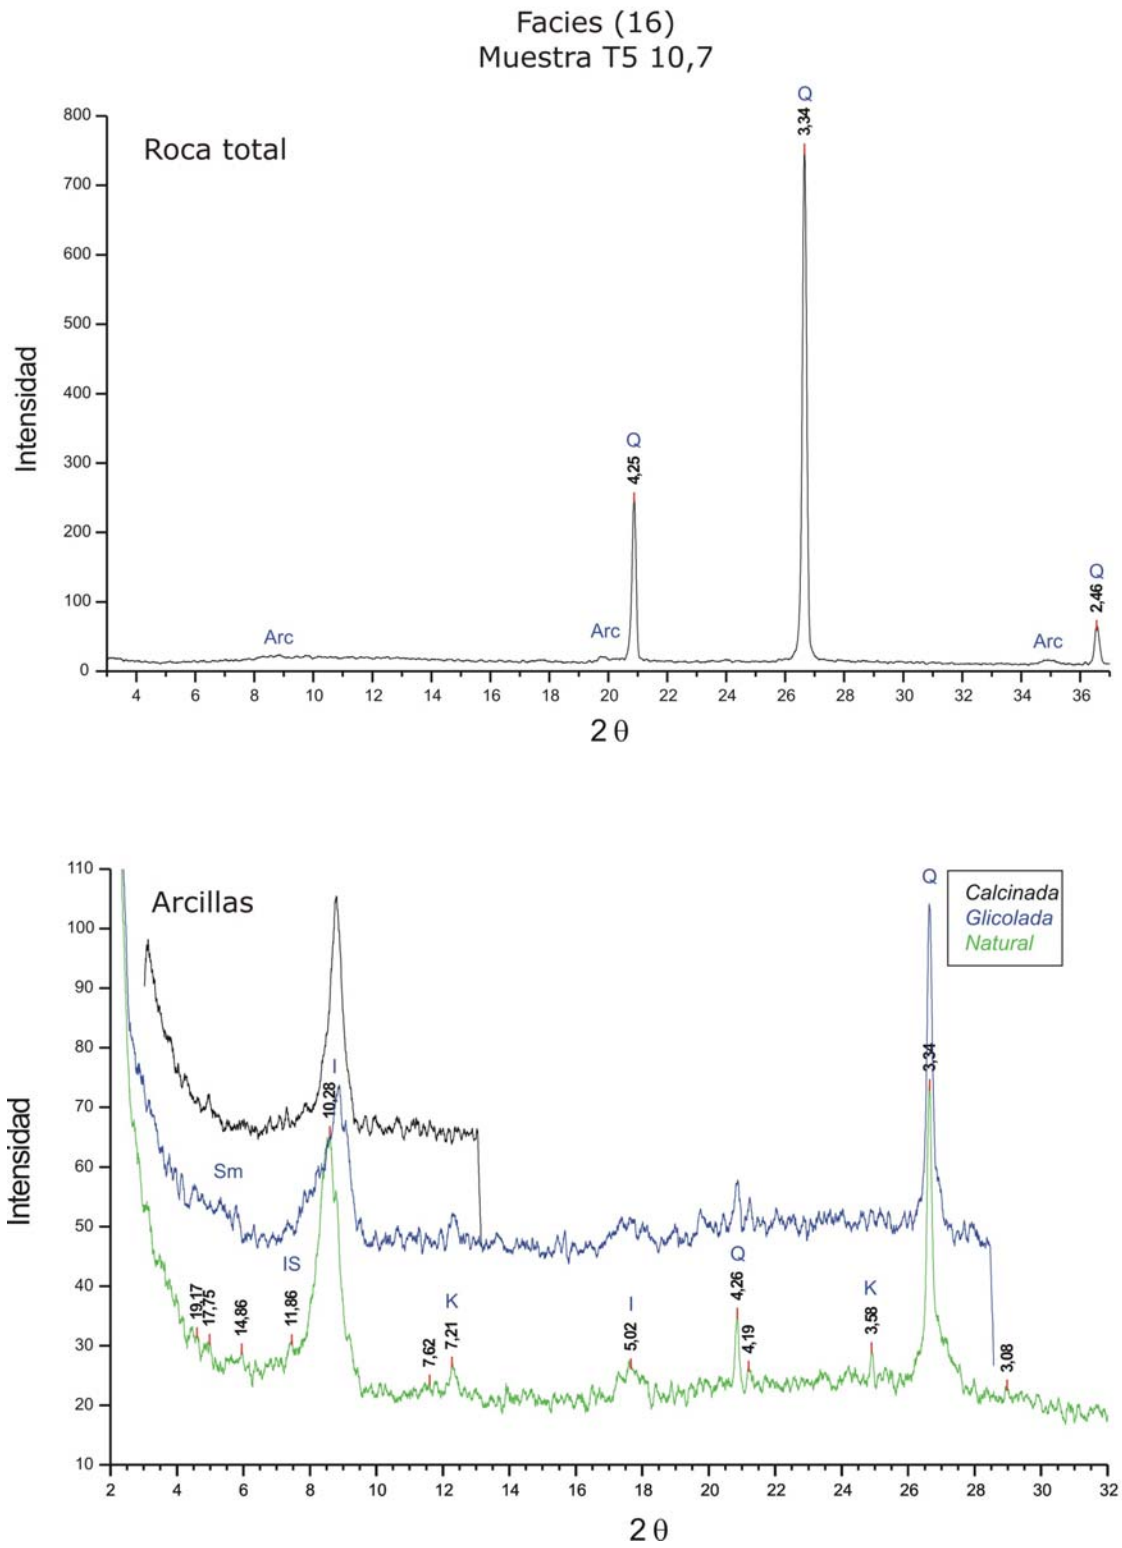 Facies (16)
Muestra T5 10,7
Roca total
Intensidad
800
700
600
500
400
300
200
100
0
Arc
Arc
Q
4,25
Q
3,34
Arc
Q
2,46
4 6 8 10 12 14 16 18 20 22 24 26 28 30 32 34 36
2 θ
Arcillas
Calcinada
Glicolada
Natural
Intensidad
110
100
90
80
70
60
50
40
30
20
10
Sm
IS
I
10,28
19,17
17,75
14,86
11,86
7,62
K
7,21
I
5,02
Q
4,26
4,19
K
3,58
Q
3,34
3,08
2 4 6 8 10 12 14 16 18 20 22 24 26 28 30 32
2 θ